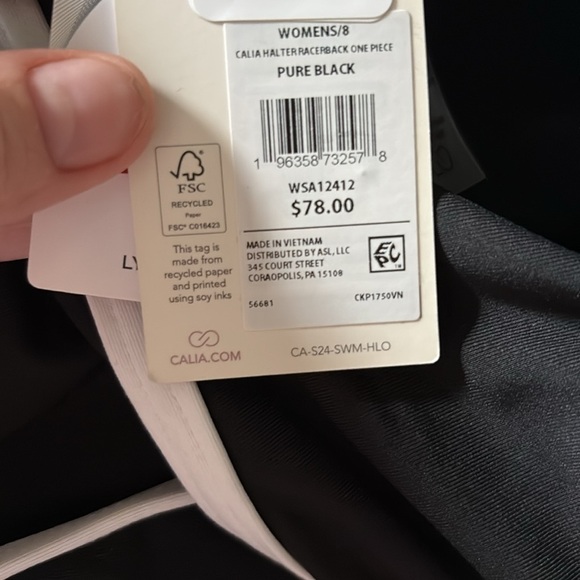 WOMENS/8
CALIA HALTER RACERBACK ONE PIECE
PURE BLACK
1 96358 73257 8
WSA12412
$78.00
MADE IN VIETNAM
DISTRIBUTED BY ASL, LLC
345 COURT STREET
CORAOPOLIS, PA 15108
EPC
56681
CKP1750VN
FSC
RECYCLED
Paper
FSC® C016423
This tag is
made from
recycled paper
and printed
using soy inks
CALIA.COM
CA-S24-SWM-HLO
LY